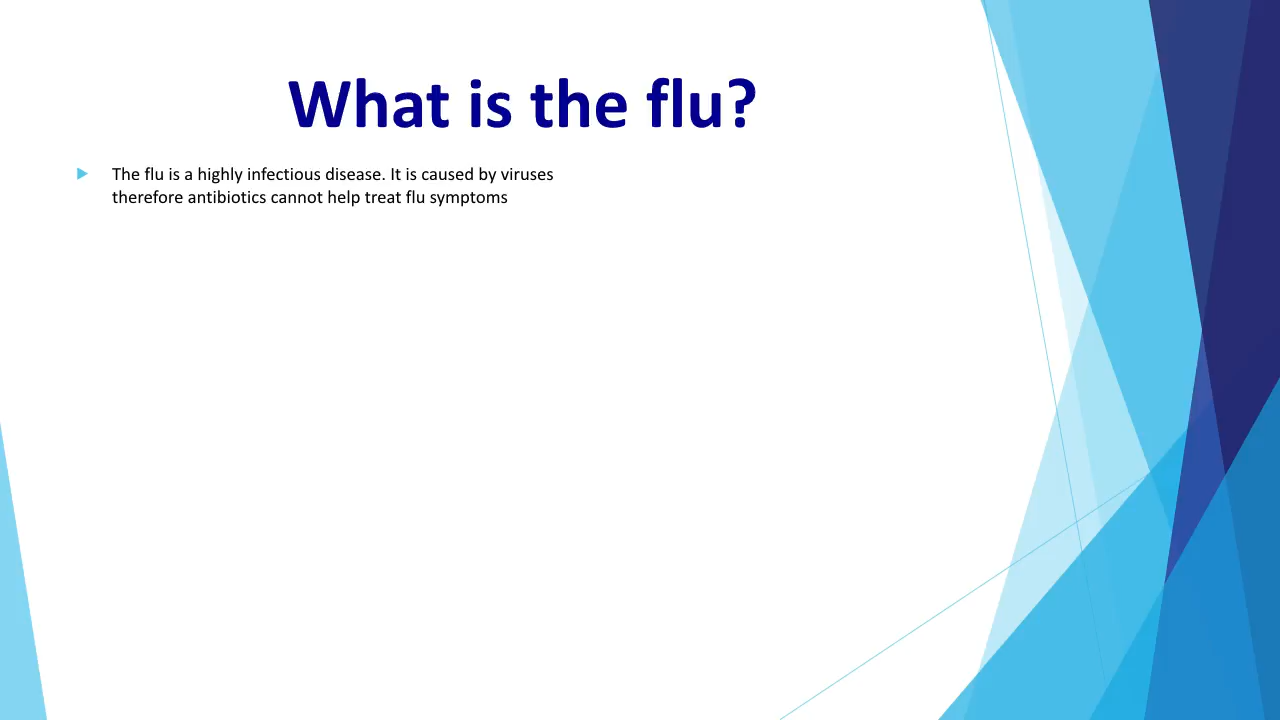 What is the flu?
The flu is a highly infectious disease. It is caused by viruses
therefore antibiotics cannot help treat flu symptoms